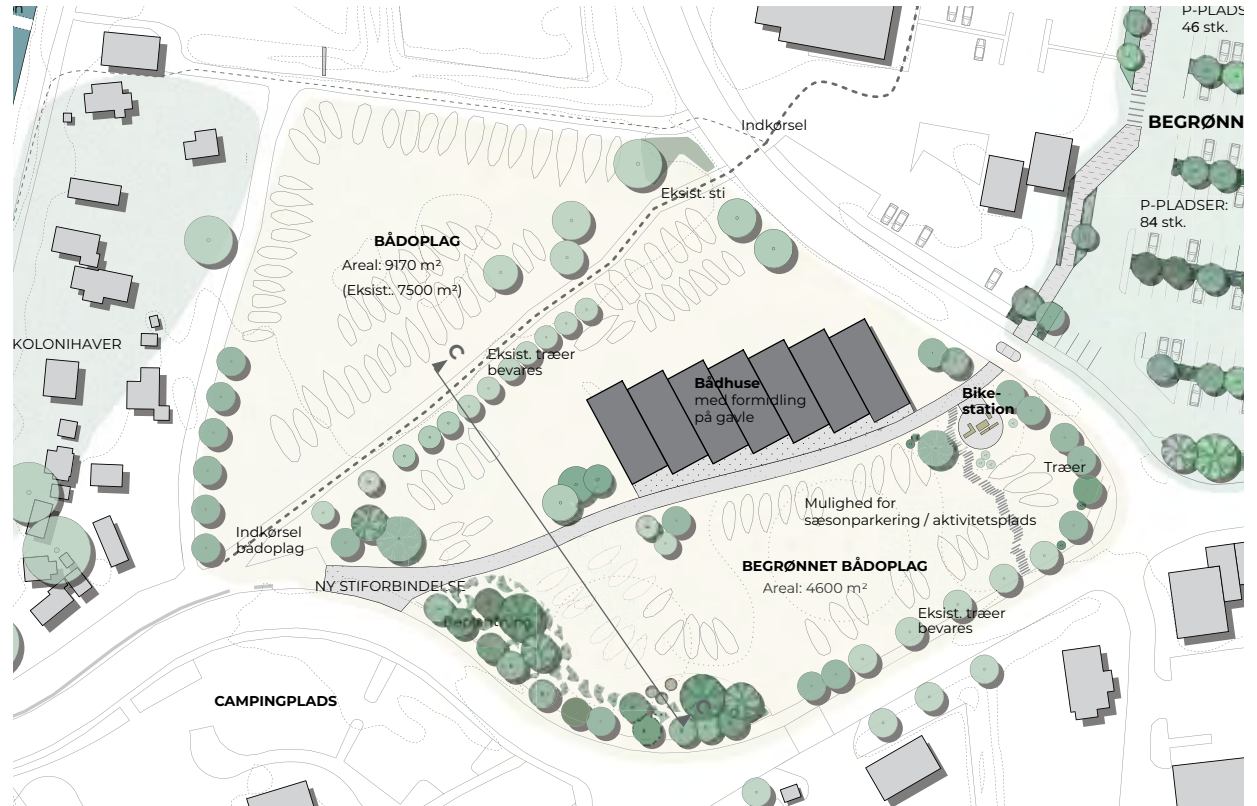 P-PLADS
46 stk.
Indkørsel
BEGRØNN
Eksist. sti
P-PLADSER:
84 stk.
BÅDOPLAG
Areal: 9170 m²
(Eksist.: 7500 m²)
KOLONIHAVER
C
Eksist. træer
bevares
Bådhuse
med formidling
på gavle
Bike-
station
Træer
Mulighed for
sæsonparkering / aktivitetsplads
Indkørsel
bådoplag
BEGRØNNET BÅDOPLAG
Areal: 4600 m²
NY STIFORBINDELSE
Beplantning
Eksist. træer
bevares
CAMPINGPLADS
C